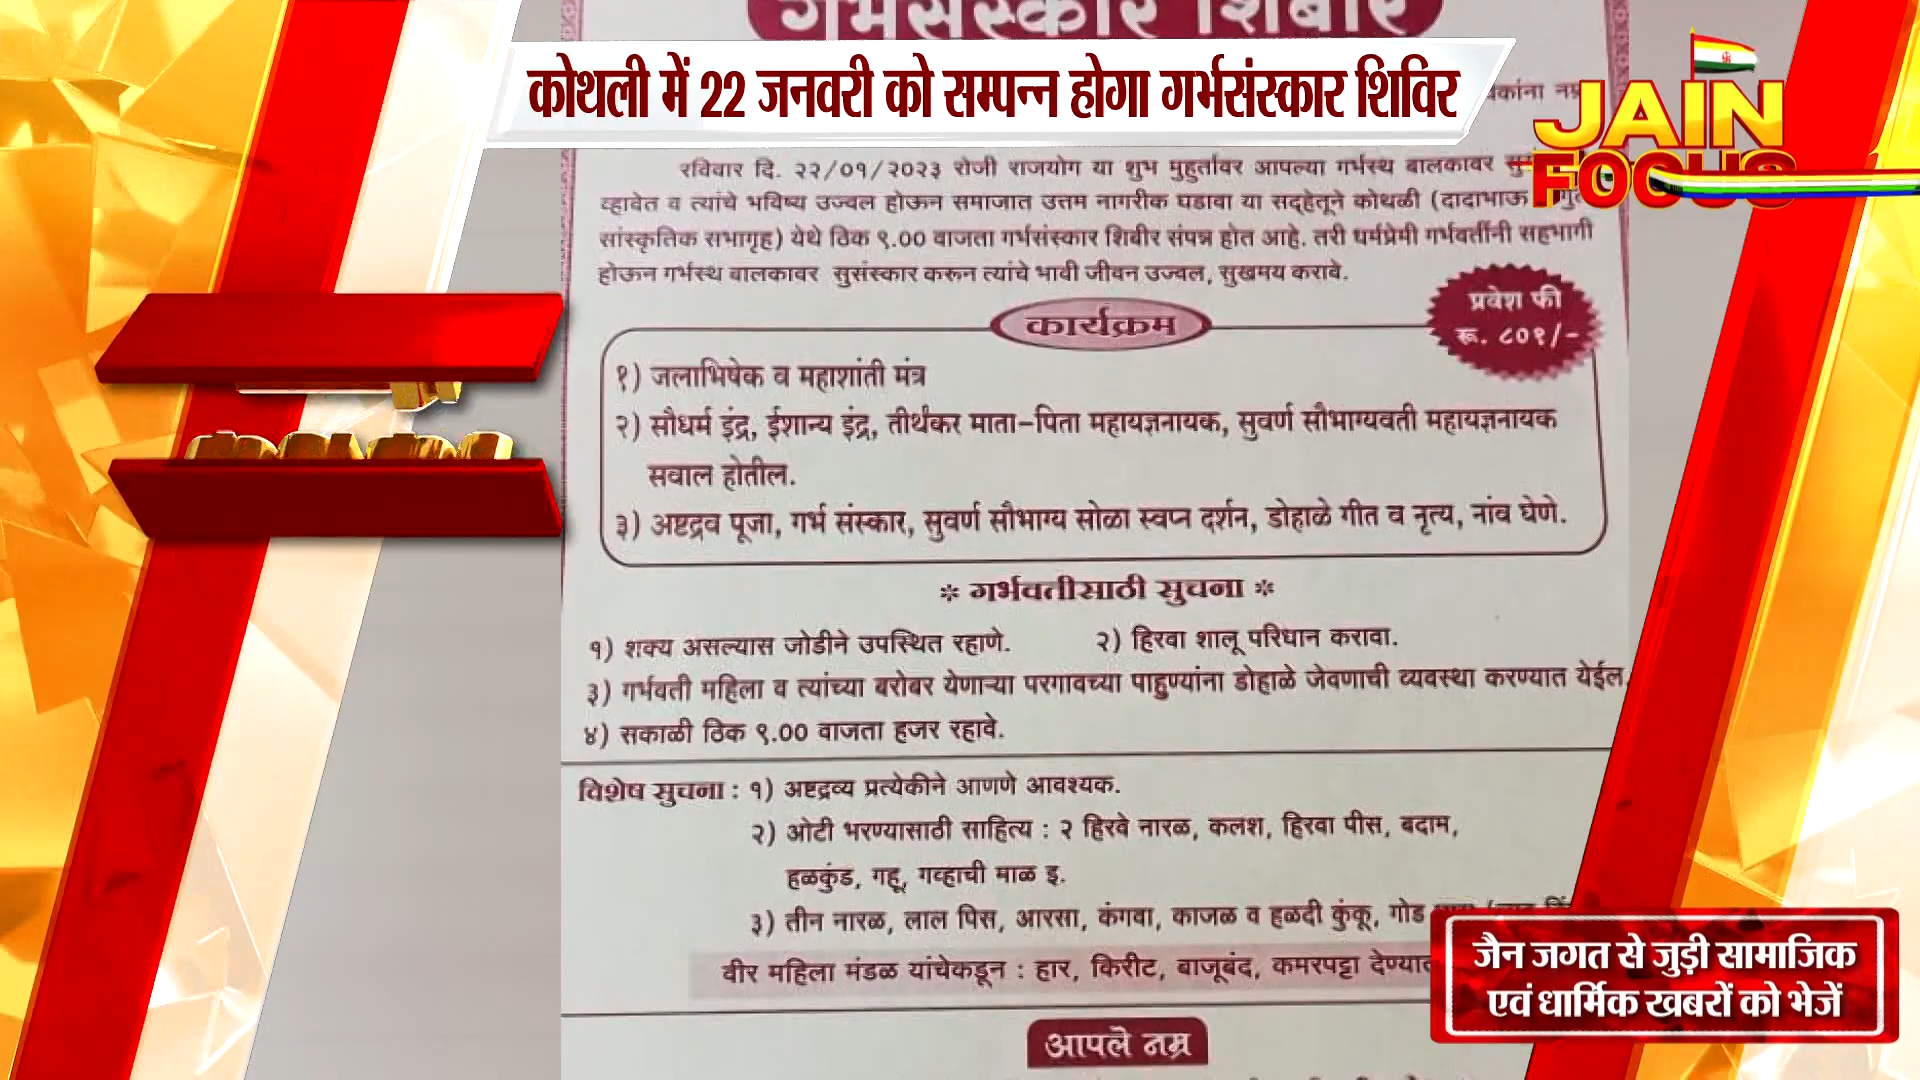 गर्भसंस्कार शिबीर
कोथली में 22 जनवरी को सम्पन्न होगा गर्भसंस्कार शिविर
JAIN
FOCUS
रविवार दि. २२/०१/२०२३ रोजी राजयोग या शुभ मुहुर्तावर आपल्या गर्भस्थ बालकावर
व्हावेत व त्यांचे भविष्य उज्वल होऊन समाजात उत्तम नागरीक घडावा या सद्हेतूने कोथळी (दादाभाऊ
सांस्कृतिक सभागृह) येथे ठिक ९.00 वाजता गर्भसंस्कार शिबीर संपन्न होत आहे. तरी धर्मप्रेमी गर्भवर्तीनी सहभागी
होऊन गर्भस्थ बालकावर सुसंस्कार करून त्यांचे भावी जीवन उज्वल, सुखमय करावे.
प्रवेश फी
रू. ८०१/-
कार्यक्रम
१) जलाभिषेक व महाशांती मंत्र
२) सौधर्म इंद्र, ईशान्य इंद्र, तीर्थंकर माता-पिता महायज्ञनायक, सुवर्ण सौभाग्यवती महायज्ञनायक
सवाल होतील.
३) अष्टद्रव पूजा, गर्भ संस्कार, सुवर्ण सौभाग्य सोळा स्वप्न दर्शन, डोहाळे गीत व नृत्य, नांव घेणे.
* गर्भवतीसाठी सुचना *
१) शक्य असल्यास जोडीने उपस्थित रहाणे. २) हिरवा शालू परिधान करावा.
३) गर्भवती महिला व त्यांच्या बरोबर येणाऱ्या परगावच्या पाहुण्यांना डोहाळे जेवणाची व्यवस्था करण्यात येईल.
४) सकाळी ठिक ९.00 वाजता हजर रहावे.
विशेष सुचना : १) अष्टद्रव्य प्रत्येकीने आणणे आवश्यक.
२) ओटी भरण्यासाठी साहित्य : २ हिरवे नारळ, कलश, हिरवा पीस, बदाम,
हळकुंड, गहू, गव्हाची माळ इ.
३) तीन नारळ, लाल पिस, आरसा, कंगवा, काजळ व हळदी कुंकू, गोड
वीर महिला मंडळ यांचेकडून : हार, किरीट, बाजूबंद, कमरपट्टा
जैन जगत से जुड़ी सामाजिक
एवं धार्मिक खबरों को भेजें
आपले नम्र